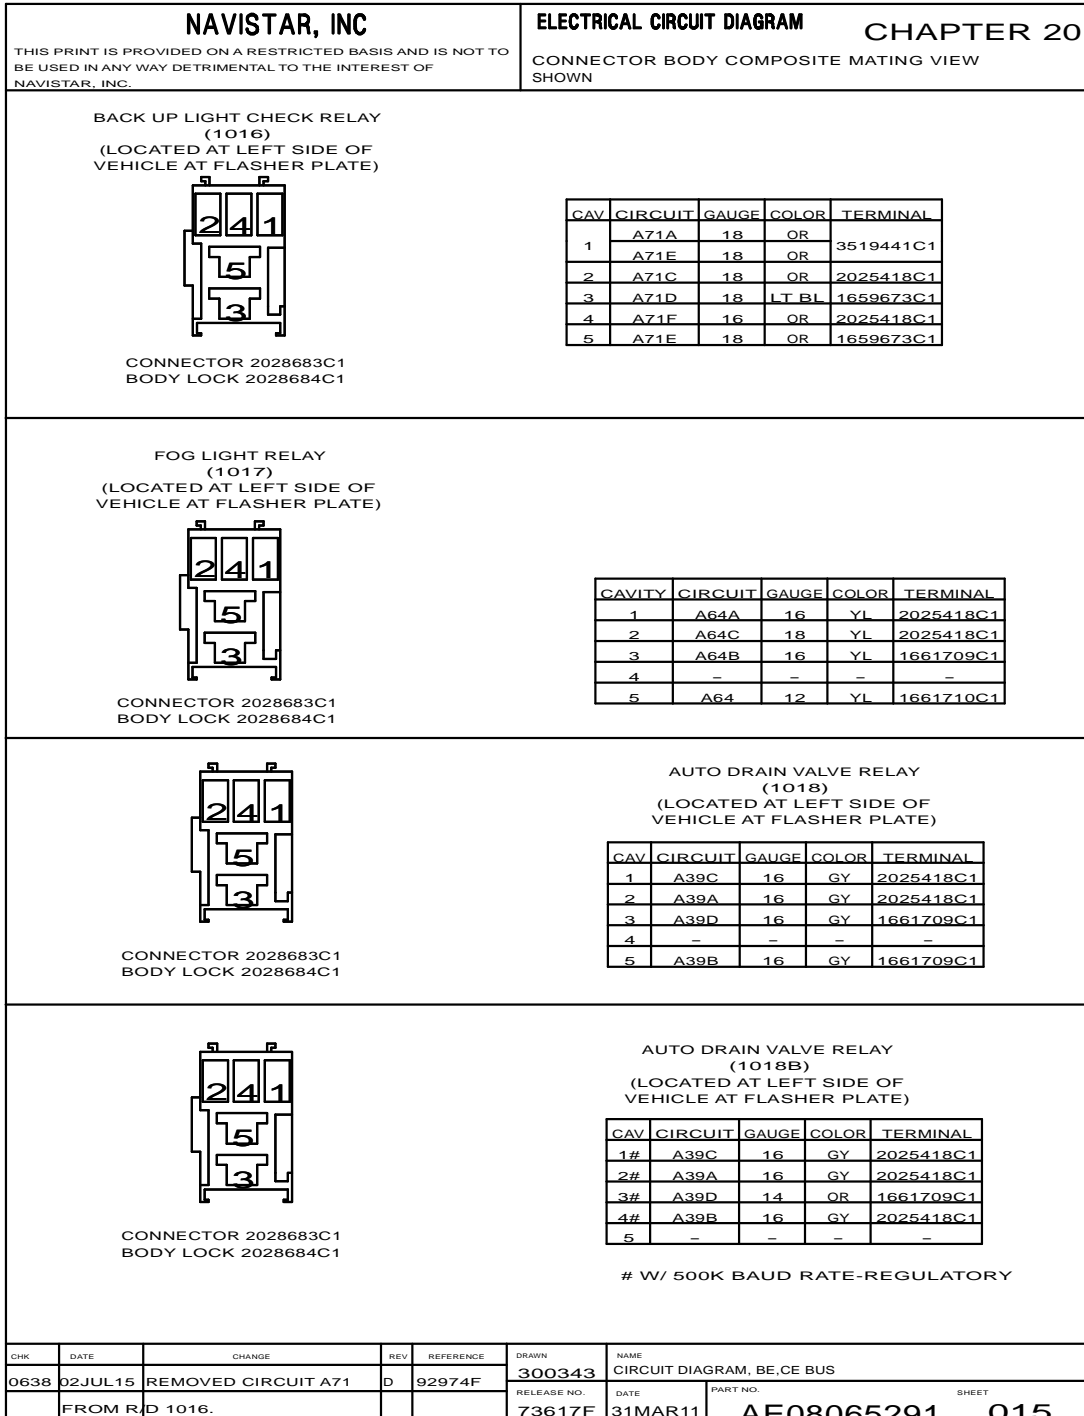 NAVISTAR, INC
THIS PRINT IS PROVIDED ON A RESTRICTED BASIS AND IS NOT TO
BE USED IN ANY WAY DETRIMENTAL TO THE INTEREST OF
NAVISTAR, INC.
ELECTRICAL CIRCUIT DIAGRAM
CHAPTER 20
CONNECTOR BODY COMPOSITE MATING VIEW
SHOWN
BACK UP LIGHT CHECK RELAY
(1016)
(LOCATED AT LEFT SIDE OF
VEHICLE AT FLASHER PLATE)
2 4 1
5
3
CONNECTOR 2028683C1
BODY LOCK 2028684C1
CAV CIRCUIT GAUGE COLOR TERMINAL
1 A71A 18 OR 3519441C1
A71E 18 OR
2 A71C 18 OR 2025418C1
3 A71D 18 LT BL 1659673C1
4 A71F 16 OR 2025418C1
5 A71E 18 OR 1659673C1
FOG LIGHT RELAY
(1017)
(LOCATED AT LEFT SIDE OF
VEHICLE AT FLASHER PLATE)
2 4 1
5
3
CONNECTOR 2028683C1
BODY LOCK 2028684C1
CAVITY CIRCUIT GAUGE COLOR TERMINAL
1 A64A 16 YL 2025418C1
2 A64C 18 YL 2025418C1
3 A64B 16 YL 1661709C1
4 – – – –
5 A64 12 YL 1661710C1
2 4 1
5
3
CONNECTOR 2028683C1
BODY LOCK 2028684C1
AUTO DRAIN VALVE RELAY
(1018)
(LOCATED AT LEFT SIDE OF
VEHICLE AT FLASHER PLATE)
CAV CIRCUIT GAUGE COLOR TERMINAL
1 A39C 16 GY 2025418C1
2 A39A 16 GY 2025418C1
3 A39D 16 GY 1661709C1
4 – – – –
5 A39B 16 GY 1661709C1
2 4 1
5
3
CONNECTOR 2028683C1
BODY LOCK 2028684C1
AUTO DRAIN VALVE RELAY
(1018B)
(LOCATED AT LEFT SIDE OF
VEHICLE AT FLASHER PLATE)
CAV CIRCUIT GAUGE COLOR TERMINAL
1# A39C 16 GY 2025418C1
2# A39A 16 GY 2025418C1
3# A39D 14 OR 1661709C1
4# A39B 16 GY 2025418C1
5 – – – –
# W/ 500K BAUD RATE-REGULATORY
CHK DATE CHANGE REV REFERENCE
0638 02JUL15 REMOVED CIRCUIT A71 D 92974F
FROM R/D 1016.
DRAWN
300343
NAME
CIRCUIT DIAGRAM, BE,CE BUS
RELEASE NO.
73617F
DATE
31MAR11
PART NO.
AE08065291
SHEET
015